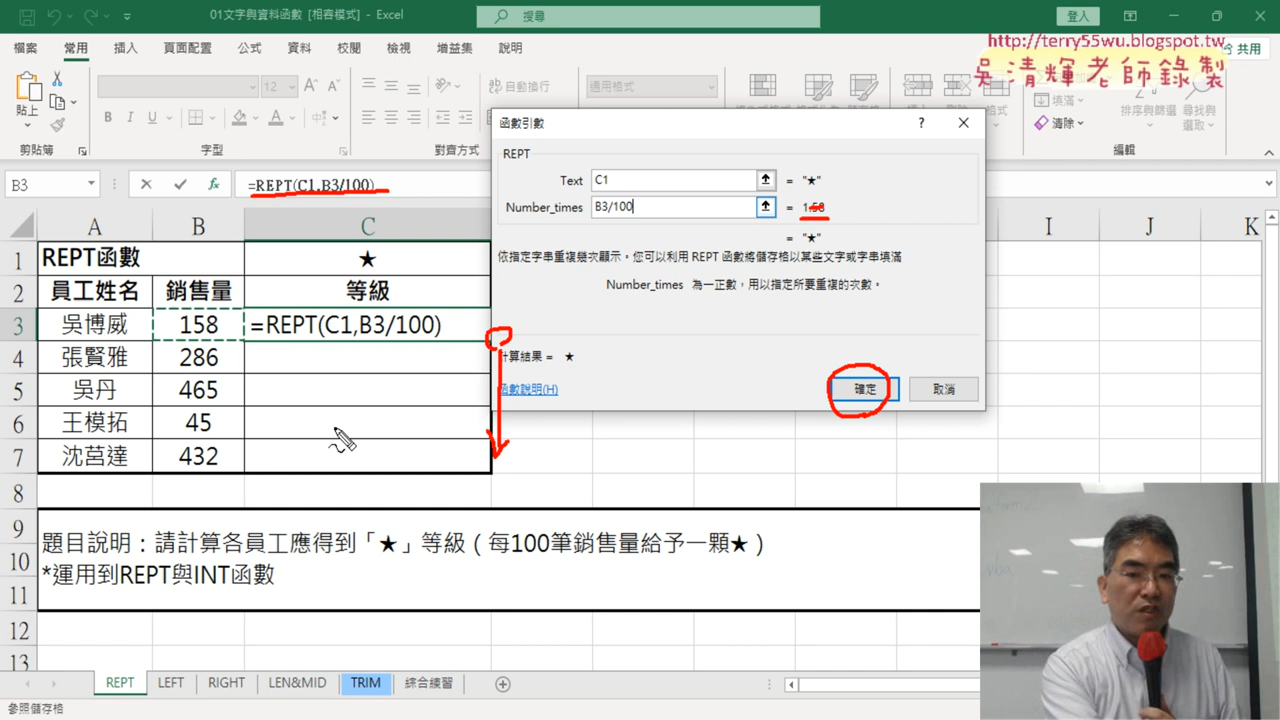 01文字與資料函數 [相容模式] - Excel
搜尋
登入
檔案 常用 插入 頁面配置 公式 資料 校閱 檢視 增益集 說明
共用
http://terry55wu.blogspot.tw
吳清輝老師錄製
貼上
12
自動換行
通用格式
填滿
清除
排序與篩選
尋找與選取
剪貼簿 字型 對齊方式 編輯
B3
=REPT(C1,B3/100)
函數引數
REPT
Text C1 = "★"
Number_times B3/100 = 1.58
= "★"
依指定字串重複幾次顯示。您可以利用 REPT 函數將儲存格以某些文字或字串填滿
Number_times 為一正數，用以指定所要重複的次數。
計算結果 = ★
函數說明(H)
確定 取消
A B C I J K
1 REPT函數 ★
2 員工姓名 銷售量 等級
3 吳博威 158 =REPT(C1,B3/100)
4 張賢雅 286
5 吳丹 465
6 王模拓 45
7 沈莒達 432
8
9
題目說明：請計算各員工應得到「★」等級（每100筆銷售量給予一顆★）
10
*運用到REPT與INT函數
11
12
13
REPT LEFT RIGHT LEN&MID TRIM 綜合練習
參照儲存格